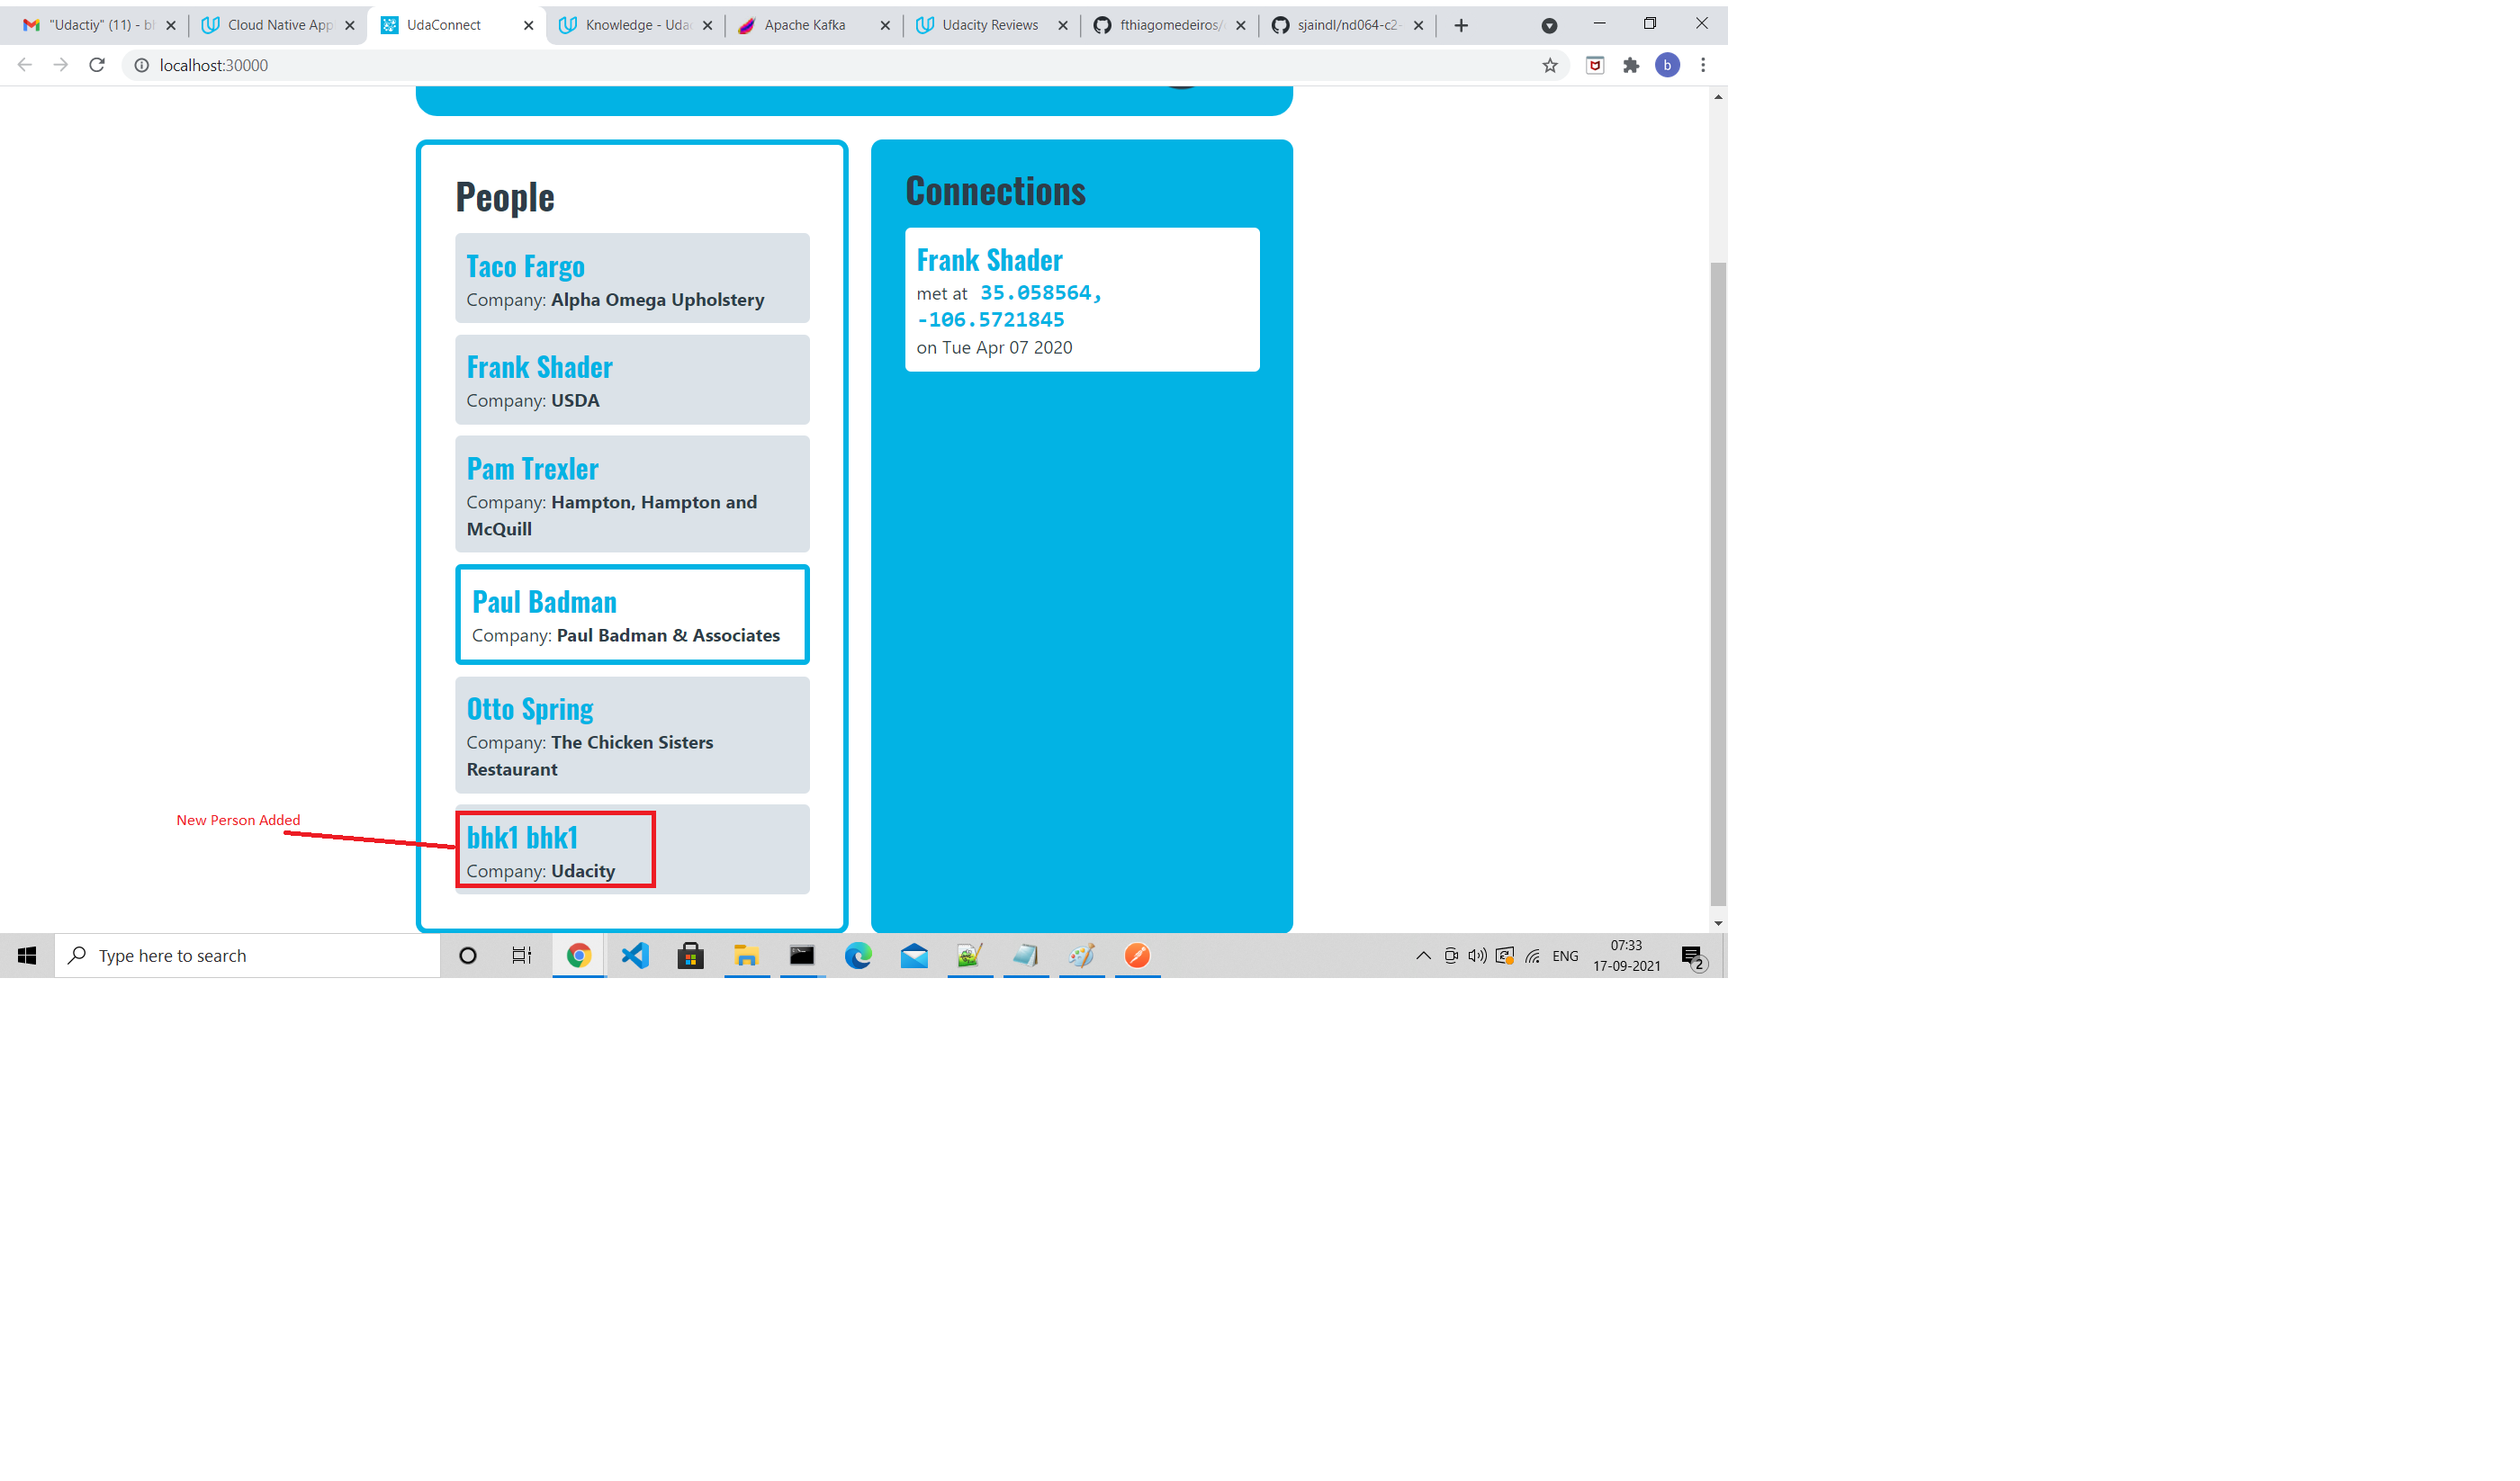 "Udactiy" (11) - bh
Cloud Native App
UdaConnect
Knowledge - Udac
Apache Kafka
Udacity Reviews
fthiagomedeiros/
sjaindl/nd064-c2-
localhost:30000
b
People
Taco Fargo
Company: Alpha Omega Upholstery
Frank Shader
Company: USDA
Pam Trexler
Company: Hampton, Hampton and
McQuill
Paul Badman
Company: Paul Badman & Associates
Otto Spring
Company: The Chicken Sisters
Restaurant
New Person Added
bhk1 bhk1
Company: Udacity
Connections
Frank Shader
met at 35.058564,
-106.5721845
on Tue Apr 07 2020
Type here to search
ENG
07:33
17-09-2021
2